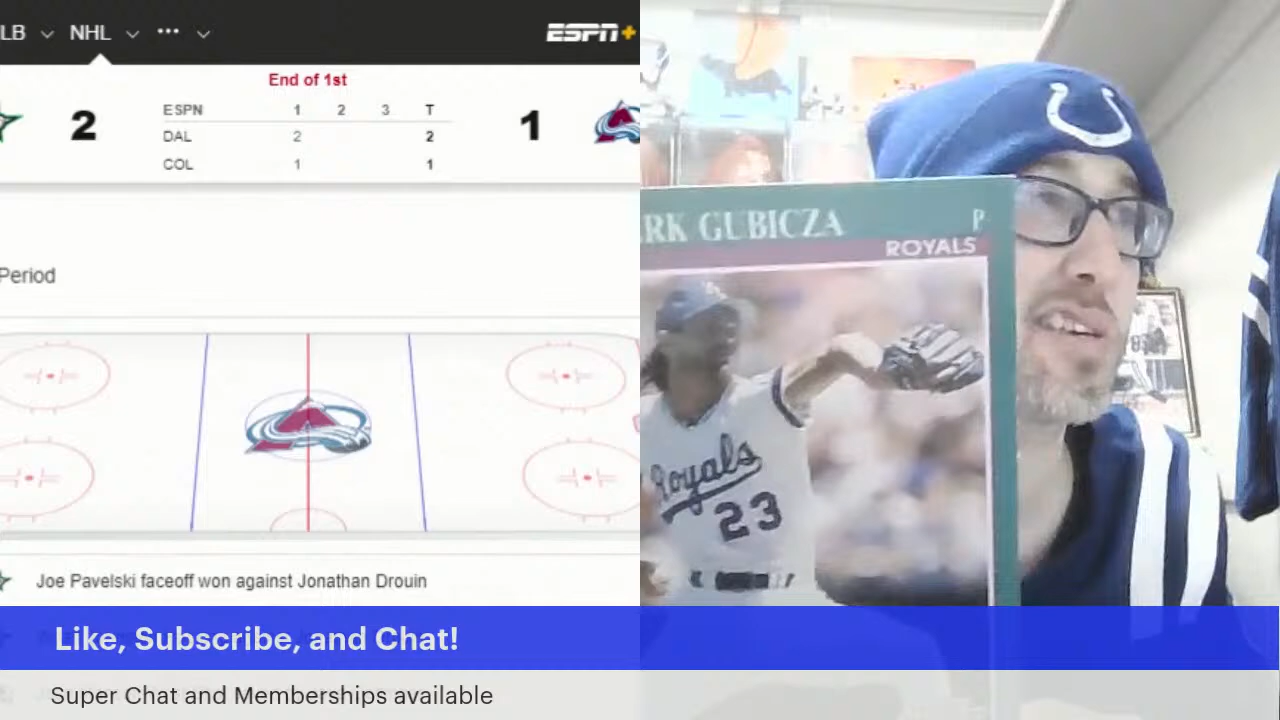 LB NHL ...
ESPN+
End of 1st
2
ESPN 1 2 3 T
DAL 2 2
COL 1 1
1
Period
Joe Pavelski faceoff won against Jonathan Drouin
RK GUBICZA P
ROYALS
Royals
23
Like, Subscribe, and Chat!
Super Chat and Memberships available